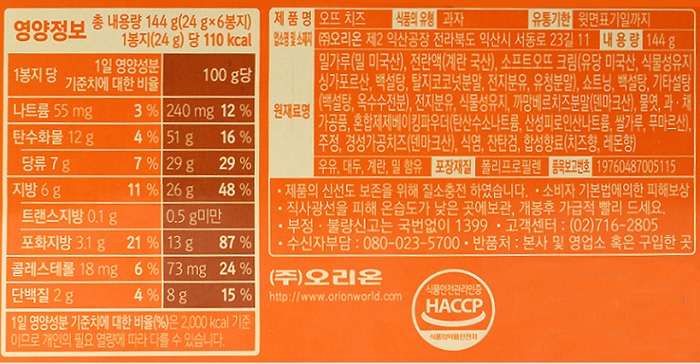 영양정보
총 내용량 144 g(24 g×6봉지)
1봉지(24 g) 당 110 kcal
1봉지 당 1일 영양성분 기준치에 대한 비율 100 g당
나트륨 55 mg 3 % 240 mg 12 %
탄수화물 12 g 4 % 51 g 16 %
당류 7 g 7 % 29 g 29 %
지방 6 g 11 % 26 g 48 %
트랜스지방 0.1 g 0.5 g미만
포화지방 3.1 g 21 % 13 g 87 %
콜레스테롤 18 mg 6 % 73 mg 24 %
단백질 2 g 4 % 8 g 15 %
1일 영양성분 기준치에 대한 비율(%)은 2,000 kcal 기준
이므로 개인의 필요 열량에 따라 다를 수 있습니다.
제 품 명 오뜨 치즈 식품의 유형 과자 유통기한 윗면표기일까지
업소명 및 소재지 ㈜오리온 제2 익산공장 전라북도 익산시 서동로 23길 11 내 용 량 144 g
원재료명
밀가루(밀 미국산), 전란액(계란 국산), 소프트오드 크림(유당 미국산, 식물성유지
싱가포르산, 백설탕, 탈지코코넛분말, 전지분유, 유청분말), 쇼트닝, 백설탕, 기타설탕
(백설탕, 옥수수전분), 전지분유, 식물성유지, 까망베르치즈분말(덴마크산), 물엿, 과·채
가공품, 혼합제제베이킹파우더(탄산수소나트륨, 산성피로인산나트륨, 쌀가루, 푸마르산),
주정, 경성가공치즈(덴마크산), 식염, 잔탄검, 합성향료(치즈향, 레몬향)
우유, 대두, 계란, 밀 함유 포장재질 폴리프로필렌 품목보고번호 19760487005115
• 제품의 신선도 보존을 위해 질소충전 하였습니다. • 소비자 기본법에의한 피해보상
• 직사광선을 피해 온습도가 낮은 곳에보관, 개봉후 가급적 빨리 드세요.
• 부정 · 불량신고는 국번없이 1399 • 고객센터 : (02)716-2805
• 수신자부담 : 080-023-5700 • 반품처 : 본사 및 영업소 혹은 구입한 곳
㈜오리온
http://www.orionworld.com
식품안전관리인증
HACCP
식품의약품안전처